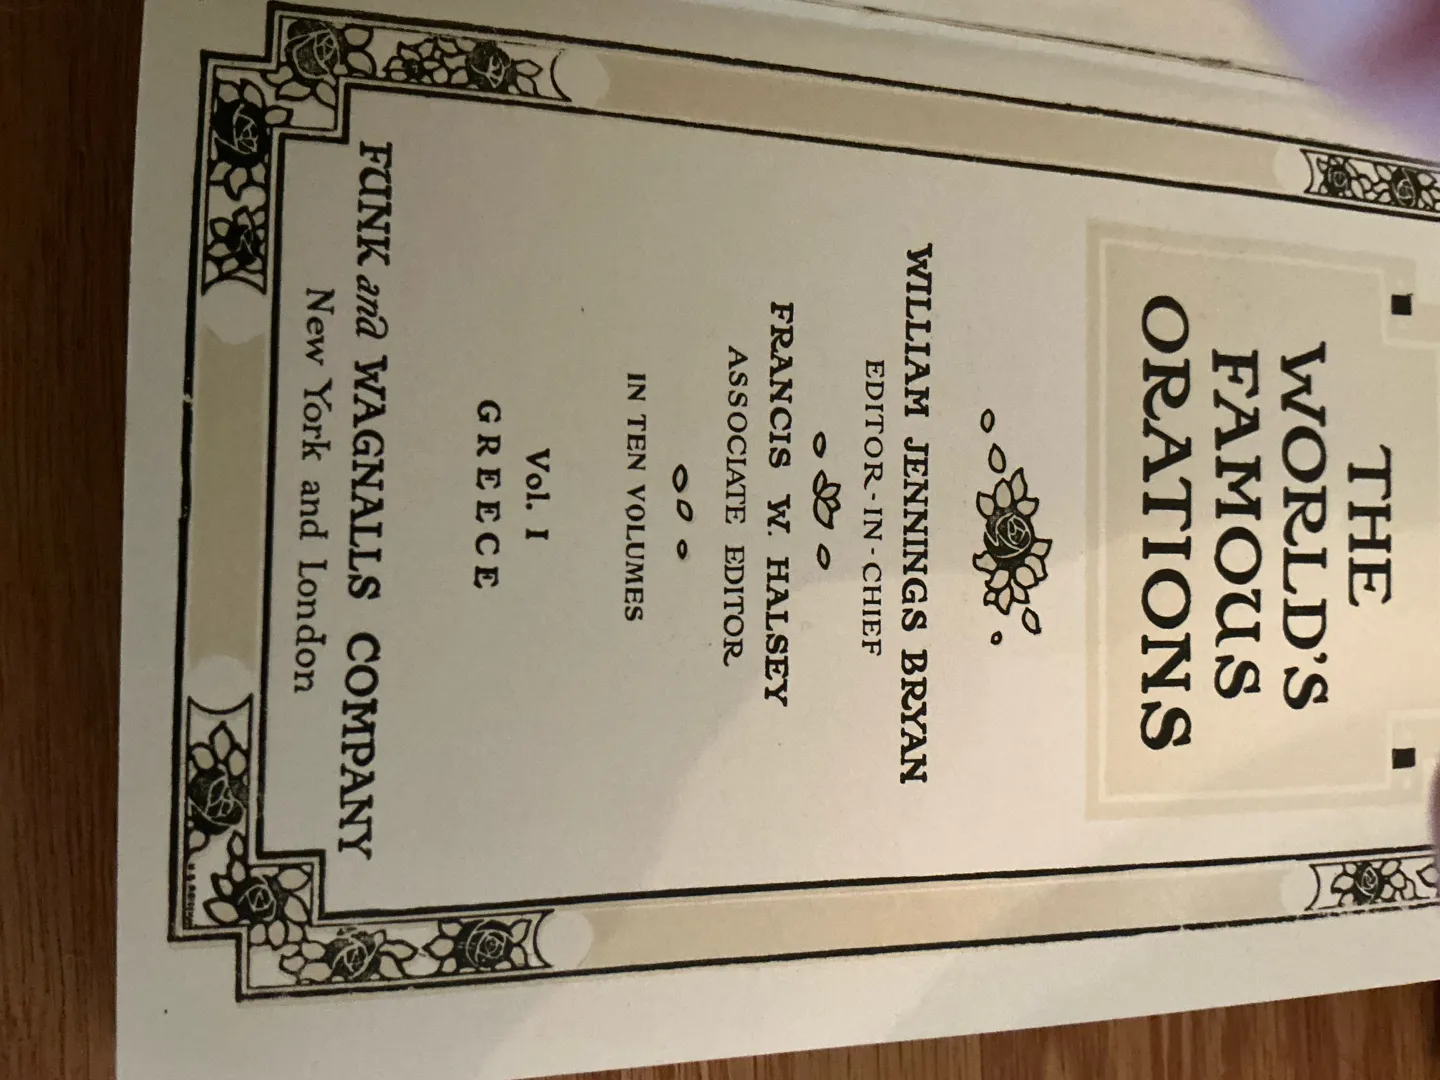 THE
WORLD'S
FAMOUS
ORATIONS
WILLIAM JENNINGS BRYAN
EDITOR-IN-CHIEF
FRANCIS W. HALSEY
ASSOCIATE EDITOR
IN TEN VOLUMES
Vol. I
GREECE
FUNK and WAGNALLS COMPANY
New York and London